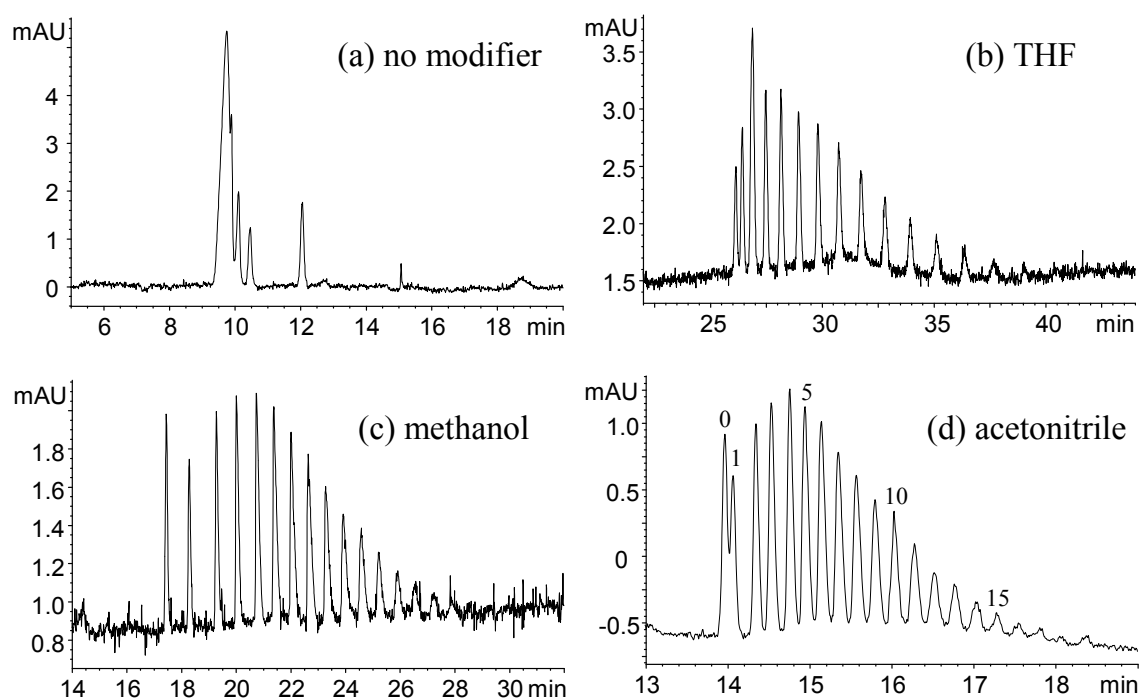 mAU
(a) no modifier
4
3
2
1
0
6 8 10 12 14 16 18 min
mAU
(b) THF
3.5
3.0
2.5
2.0
1.5
25 30 35 40 min
mAU
(c) methanol
1.8
1.6
1.4
1.2
1.0
0.8
14 16 18 20 22 24 26 28 30 min
mAU
(d) acetonitrile
0 5
1
10
15
1.0
0.5
0
-0.5
13 14 15 16 17 18 min